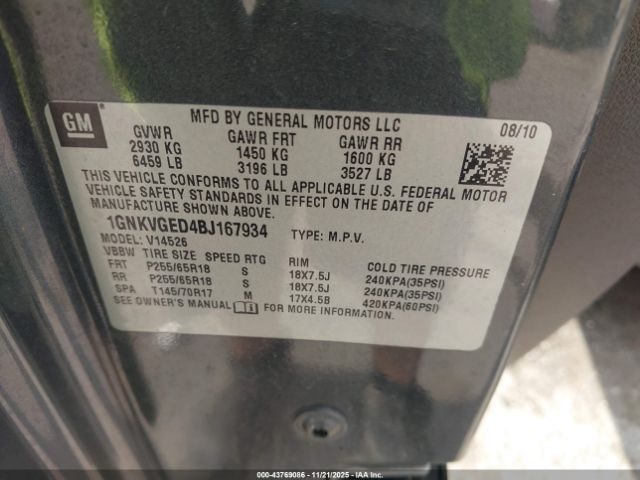 GM
MFD BY GENERAL MOTORS LLC
08/10
GVWR GAWR FRT GAWR RR
2930 KG 1450 KG 1600 KG
6459 LB 3196 LB 3527 LB
THIS VEHICLE CONFORMS TO ALL APPLICABLE U.S. FEDERAL MOTOR
VEHICLE SAFETY STANDARDS IN EFFECT ON THE DATE OF
MANUFACTURE SHOWN ABOVE.
1GNKVGED4BJ167934 TYPE: M.P.V.
MODEL: V14526
VBBW TIRE SIZE SPEED RTG RIM COLD TIRE PRESSURE
FRT P255/65R18 S 18X7.5J 240KPA(35PSI)
RR P255/65R18 S 18X7.5J 240KPA(35PSI)
SPA T145/70R17 M 17X4.5B 420KPA(60PSI)
SEE OWNER'S MANUAL FOR MORE INFORMATION.
000-43769086 - 11/21/2025 - IAA Inc.